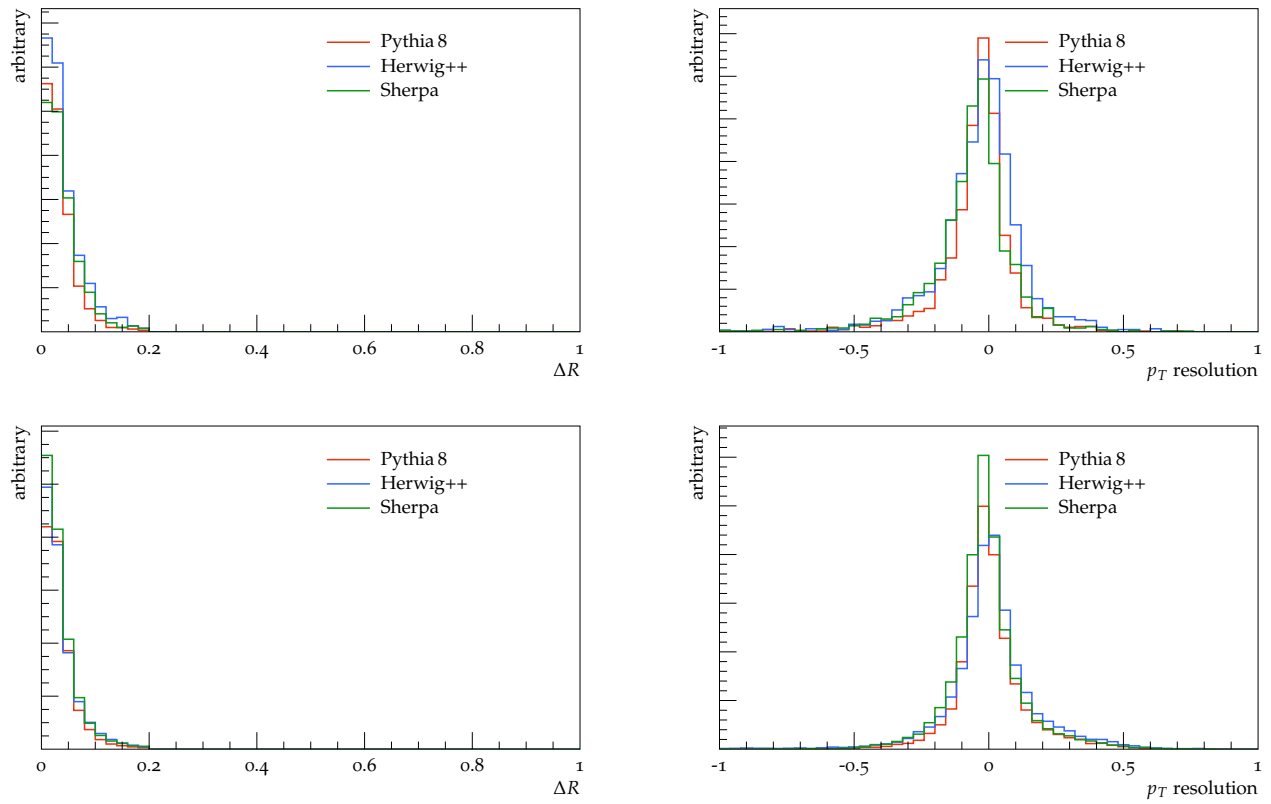 arbitrary
Pythia 8
Herwig++
Sherpa
0 0.2 0.4 0.6 0.8 1
ΔR
arbitrary
Pythia 8
Herwig++
Sherpa
-1 -0.5 0 0.5 1
p_T resolution
arbitrary
Pythia 8
Herwig++
Sherpa
0 0.2 0.4 0.6 0.8 1
ΔR
arbitrary
Pythia 8
Herwig++
Sherpa
-1 -0.5 0 0.5 1
p_T resolution